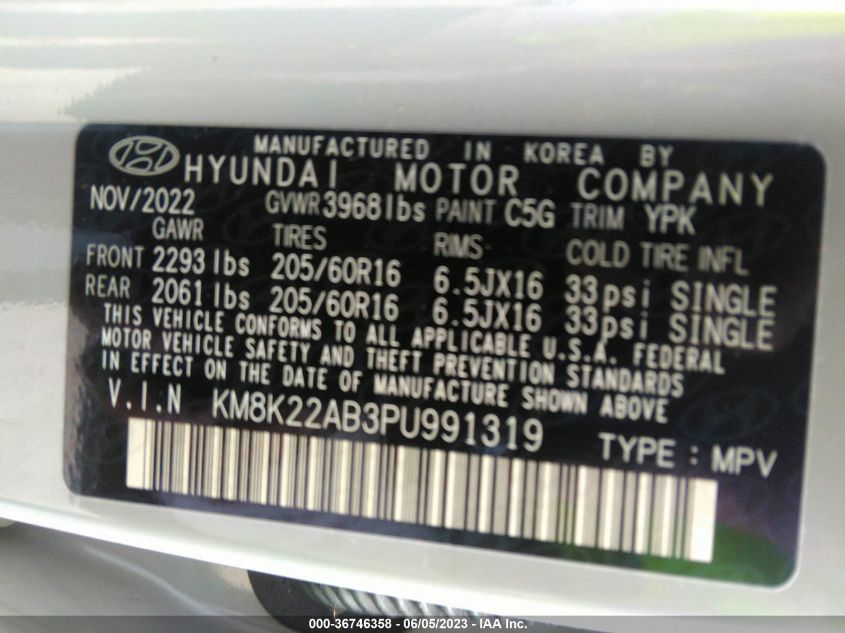 MANUFACTURED IN KOREA BY
HYUNDAI MOTOR COMPANY
NOV/2022 GVWR 3968lbs PAINT C5G TRIM YPK
GAWR TIRES RIMS COLD TIRE INFL
FRONT 2293 lbs 205/60R16 6.5JX16 33psi SINGLE
REAR 2061 lbs 205/60R16 6.5JX16 33psi SINGLE
THIS VEHICLE CONFORMS TO ALL APPLICABLE U.S.A. FEDERAL
MOTOR VEHICLE SAFETY AND THEFT PREVENTION STANDARDS
IN EFFECT ON THE DATE OF MANUFACTURE SHOWN ABOVE
V.I.N KM8K22AB3PU991319
TYPE : MPV
000-36746358 - 06/05/2023 - IAA Inc.